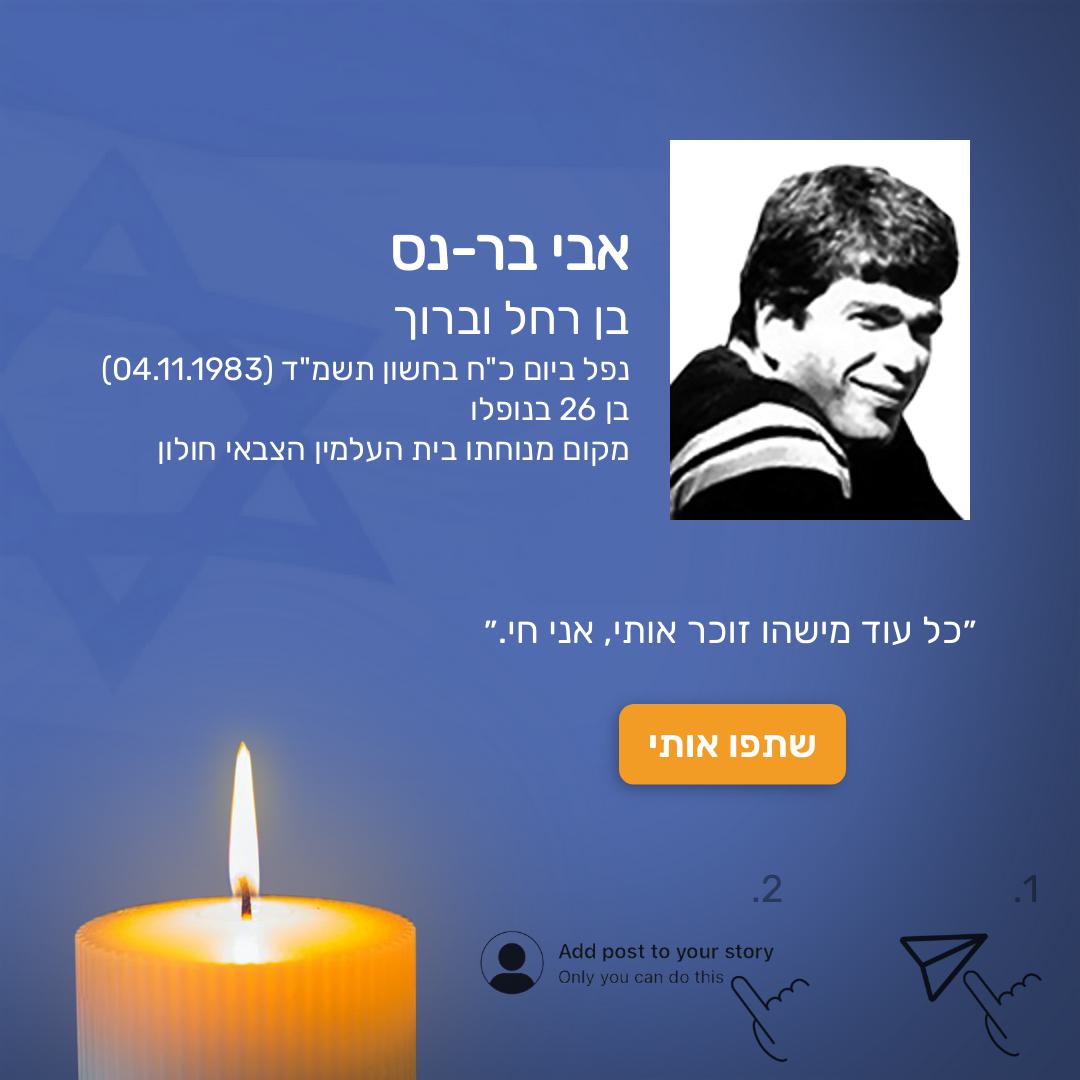 אבי בר-נס
בן רחל וברוך
נפל ביום כ"ח בחשון תשמ"ד (04.11.1983)
בן 26 בנופלו
מקום מנוחתו בית העלמין הצבאי חולון
״כל עוד מישהו זוכר אותי, אני חי.״
שתפו אותי
.1
.2
Add post to your story
Only you can do this